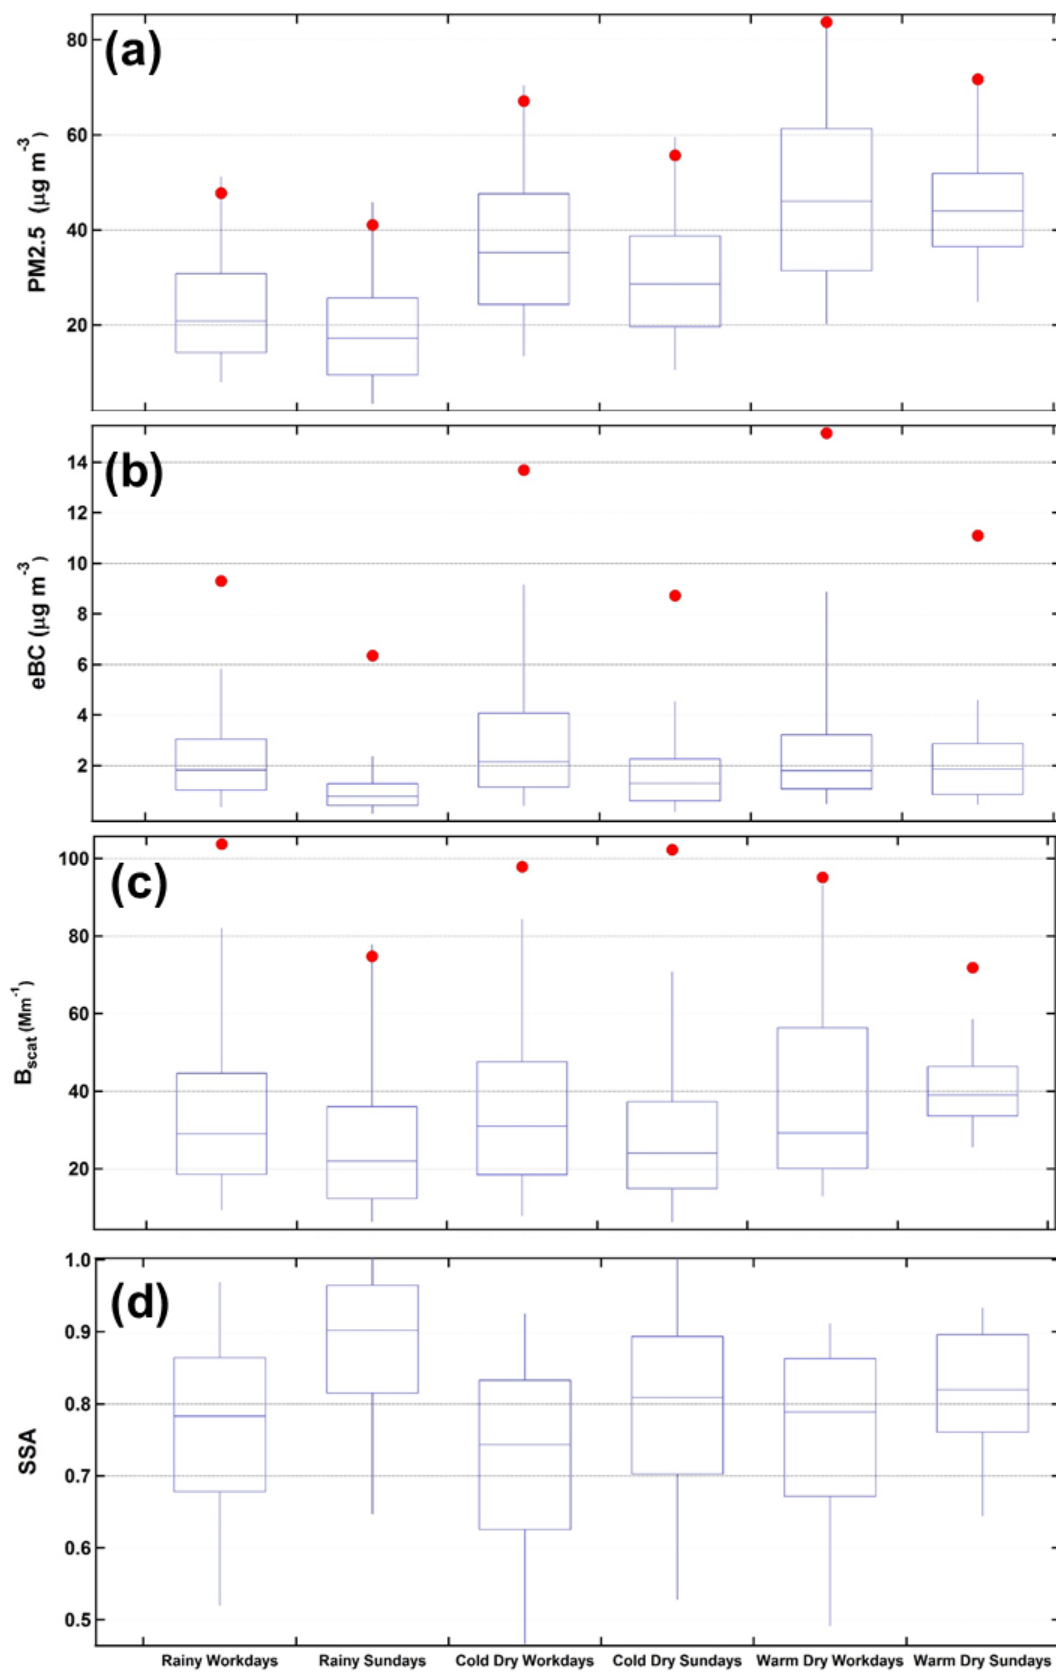 (a)
PM2.5 (μg m⁻³)
80
60
40
20
(b)
eBC (μg m⁻³)
14
12
10
8
6
4
2
(c)
Bscat (Mm⁻¹)
100
80
60
40
20
(d)
SSA
1.0
0.9
0.8
0.7
0.6
0.5
Rainy Workdays Rainy Sundays Cold Dry Workdays Cold Dry Sundays Warm Dry Workdays Warm Dry Sundays